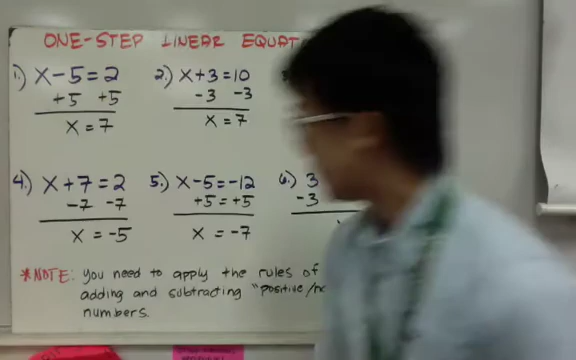 ONE-STEP LINEAR
1.) x - 5 = 2
+5 +5
x = 7
2.) x + 3 = 10
-3 -3
x = 7
4.) x + 7 = 2
-7 -7
x = -5
5.) x - 5 = -12
+5 = +5
x = -7
6.) 3
-3
*NOTE: you need to apply the rules of
adding and subtracting "positive/
numbers.